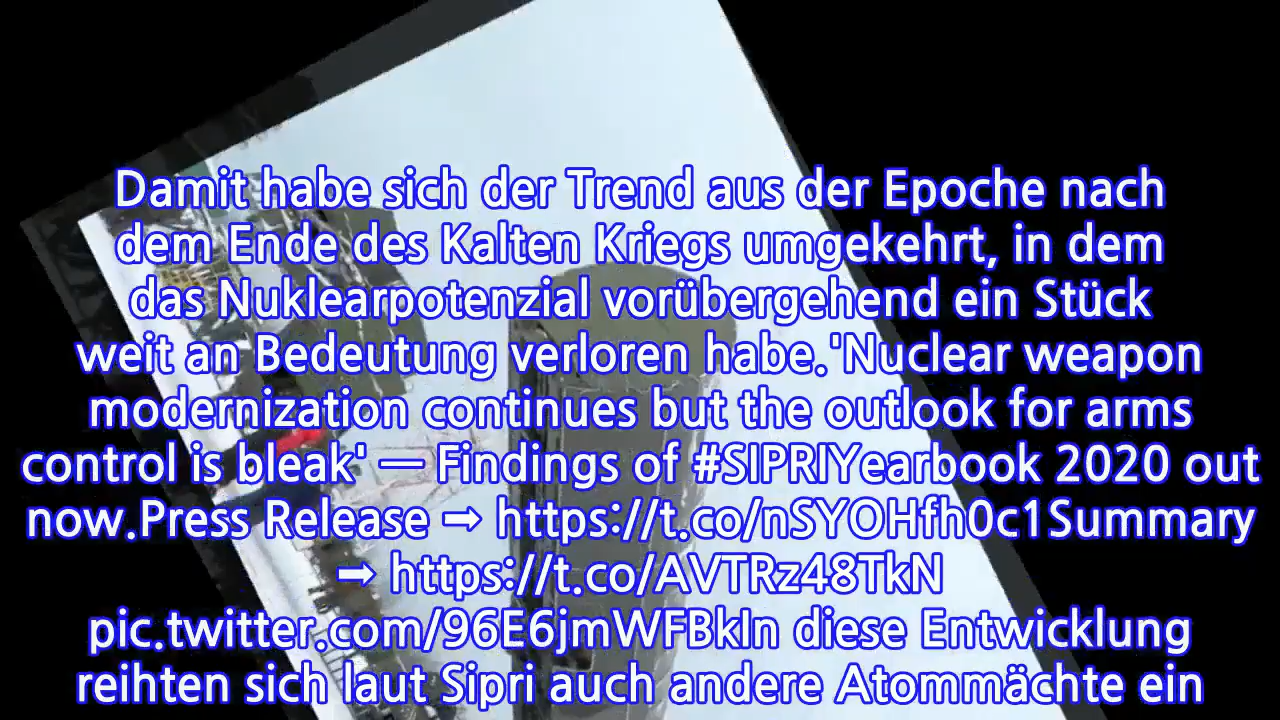 Damit habe sich der Trend aus der Epoche nach
dem Ende des Kalten Kriegs umgekehrt, in dem
das Nuklearpotenzial vorübergehend ein Stück
weit an Bedeutung verloren habe.'Nuclear weapon
modernization continues but the outlook for arms
control is bleak' — Findings of #SIPRIYearbook 2020 out
now.Press Release ➞ https://t.co/nSYOHfh0c1Summary
➞ https://t.co/AVTRz48TkN
pic.twitter.com/96E6jmWFBkIn diese Entwicklung
reihten sich laut Sipri auch andere Atommächte ein